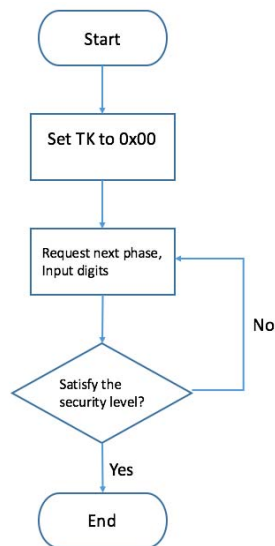 Start
Set TK to 0x00
Request next phase,
Input digits
No
Satisfy the
security level?
Yes
End